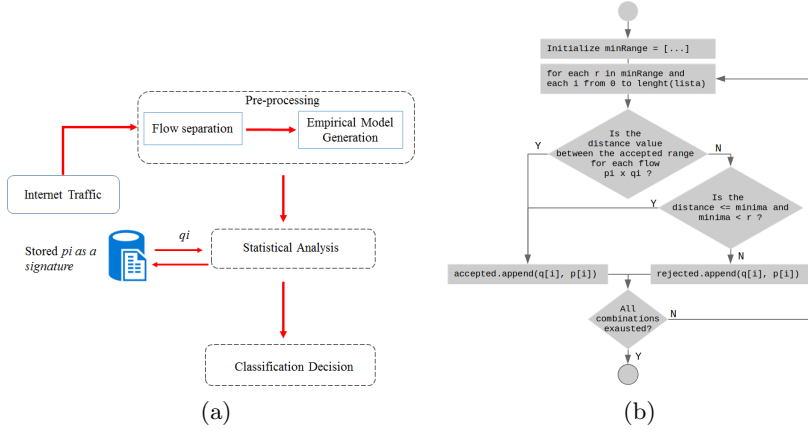 Pre-processing
Flow separation
Empirical Model
Generation
Internet Traffic
Stored pi as a
signature
qi
Statistical Analysis
Classification Decision
(a)
Initialize minRange = [...]
for each r in minRange and
each i from 0 to lenght(lista)
Is the
distance value
between the accepted range
for each flow
pi x qi ?
Y
N
Is the
distance <= minima and
minima < r ?
Y
N
accepted.append(q[i], p[i])
rejected.append(q[i], p[i])
All
combinations
exausted?
N
Y
(b)